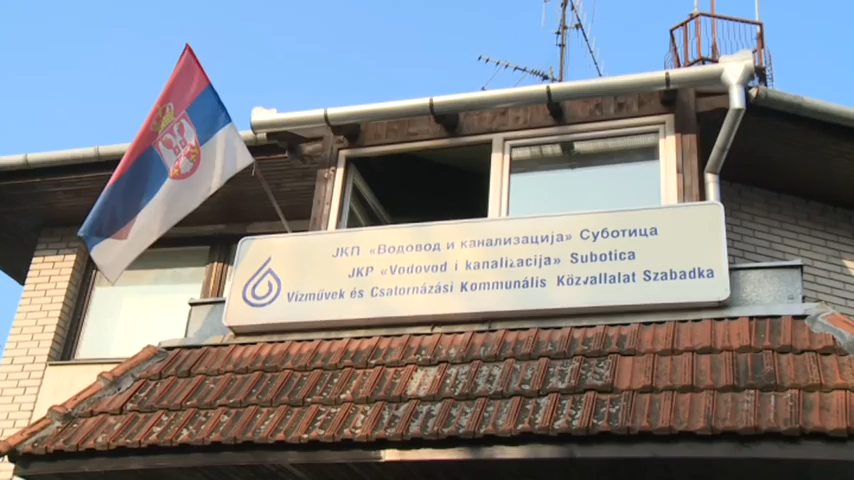 ЈКП «Водовод и канализација» Суботица
JKP «Vodovod i kanalizacija» Subotica
Vízművek és Csatornázási Kommunális Közvallalat Szabadka